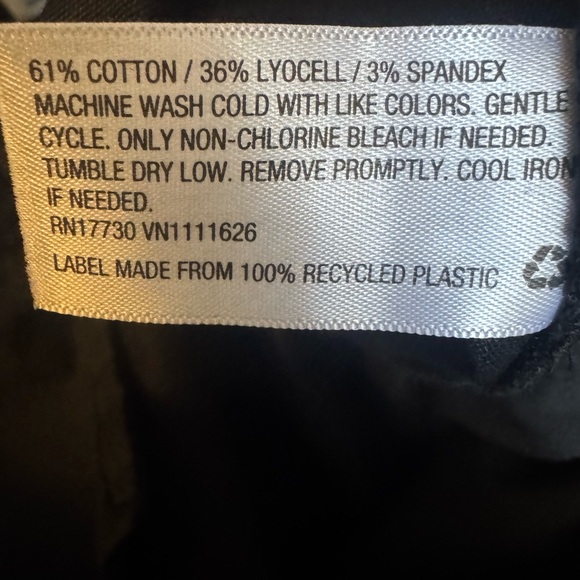 61% COTTON / 36% LYOCELL / 3% SPANDEX
MACHINE WASH COLD WITH LIKE COLORS. GENTLE
CYCLE. ONLY NON-CHLORINE BLEACH IF NEEDED.
TUMBLE DRY LOW. REMOVE PROMPTLY. COOL IRON
IF NEEDED.
RN17730 VN1111626
LABEL MADE FROM 100% RECYCLED PLASTIC